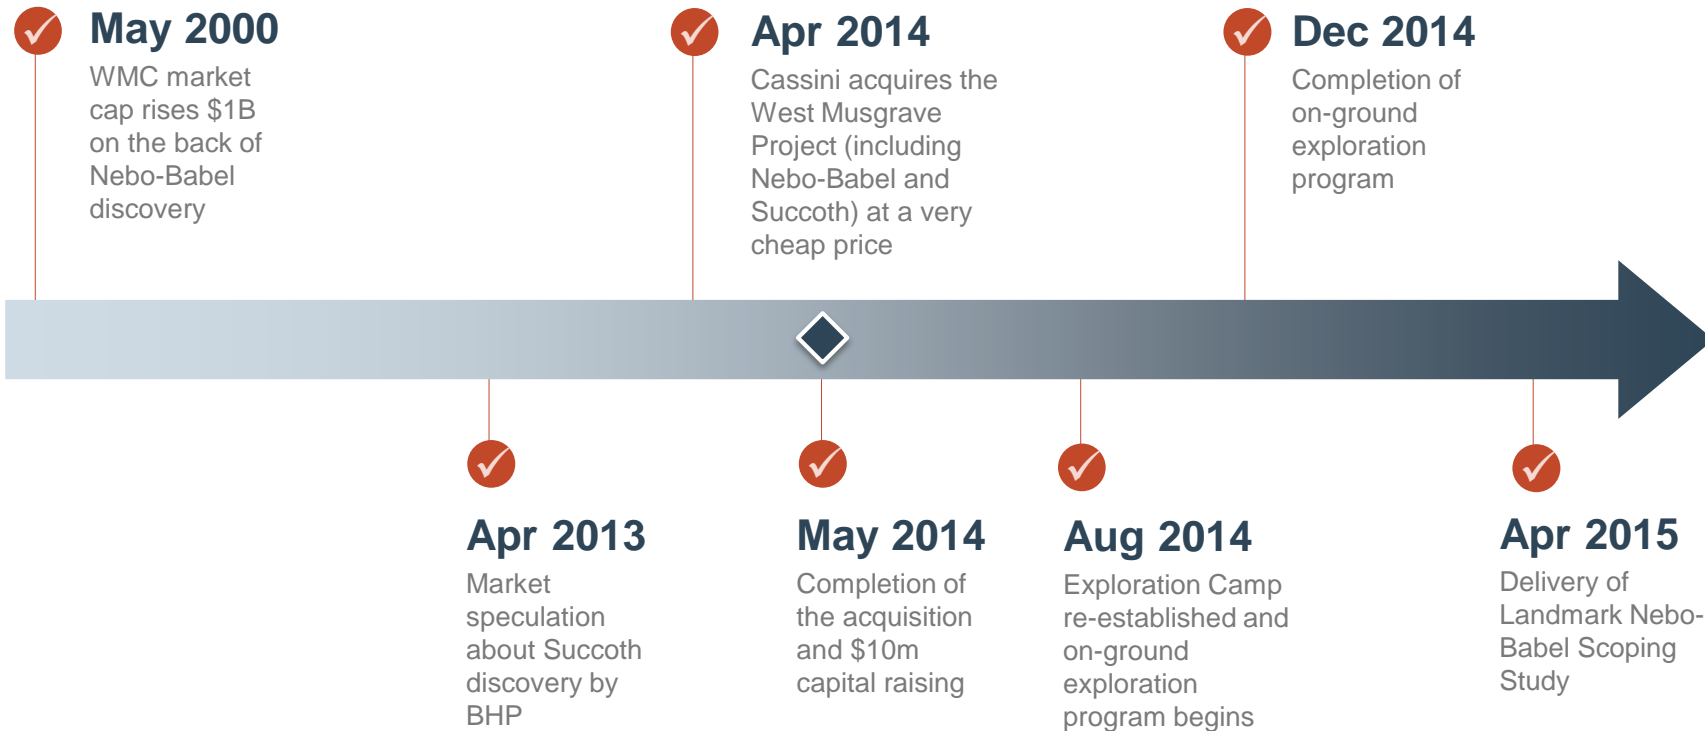 May 2000
WMC market
cap rises $1B
on the back of
Nebo-Babel
discovery
Apr 2014
Cassini acquires the
West Musgrave
Project (including
Nebo-Babel and
Succoth) at a very
cheap price
Dec 2014
Completion of
on-ground
exploration
program
Apr 2013
Market
speculation
about Succoth
discovery by
BHP
May 2014
Completion of
the acquisition
and $10m
capital raising
Aug 2014
Exploration Camp
re-established and
on-ground
exploration
program begins
Apr 2015
Delivery of
Landmark Nebo-
Babel Scoping
Study